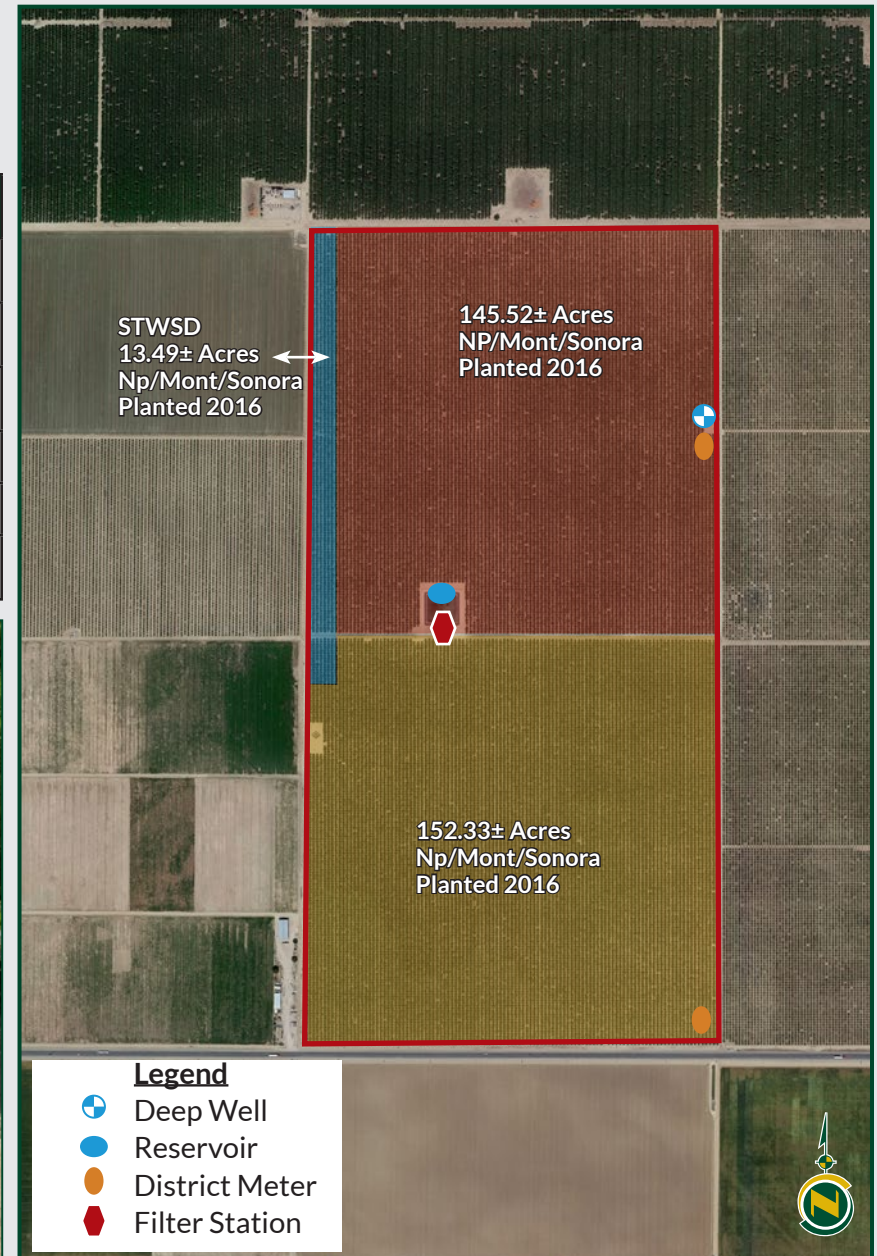 STWSD
13.49± Acres
Np/Mont/Sonora
Planted 2016
145.52± Acres
NP/Mont/Sonora
Planted 2016
152.33± Acres
Np/Mont/Sonora
Planted 2016
Legend
Deep Well
Reservoir
District Meter
Filter Station
N